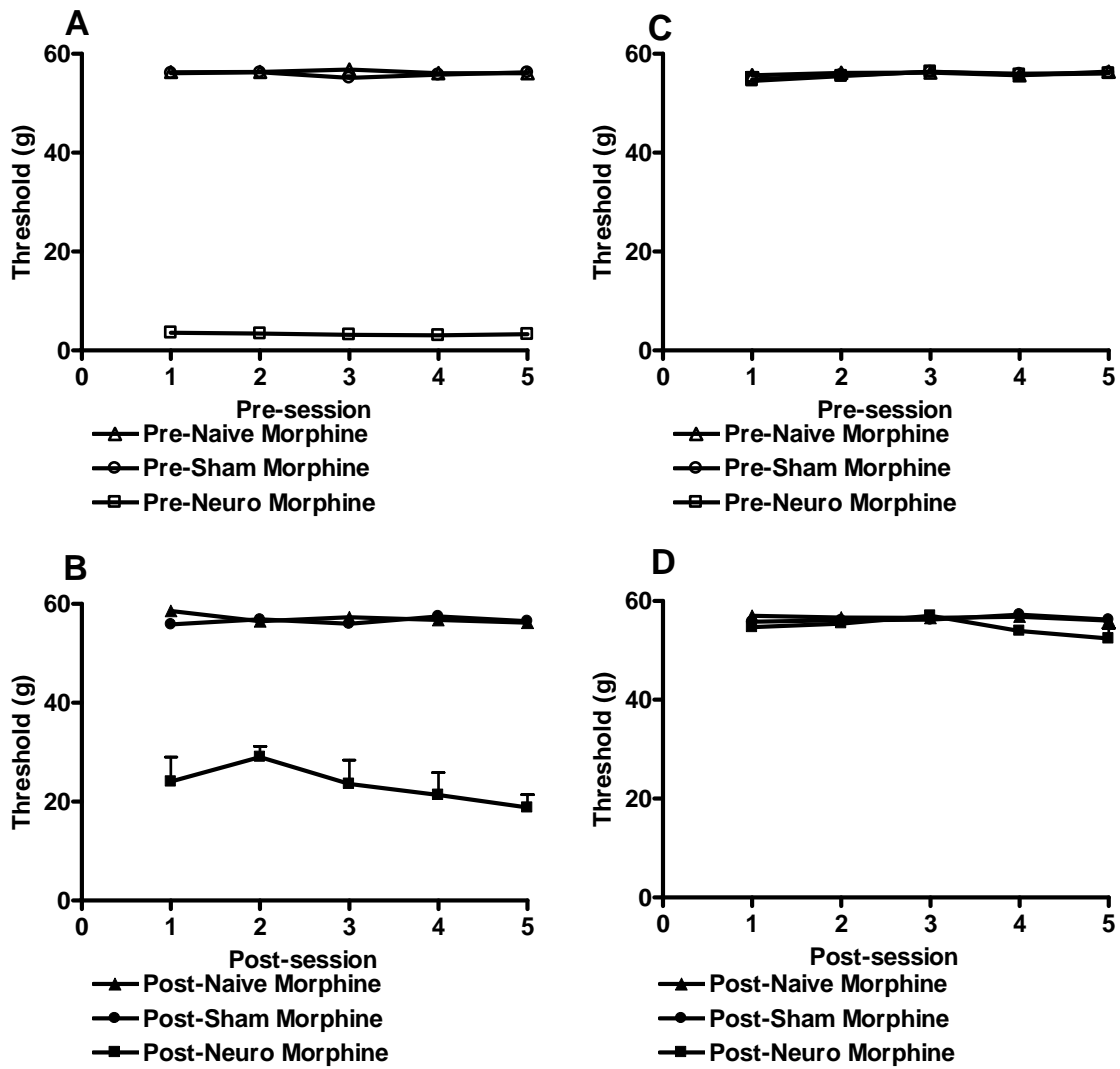 A
60
40
20
0
Threshold (g)
0 1 2 3 4 5
Pre-session
Pre-Naive Morphine
Pre-Sham Morphine
Pre-Neuro Morphine
C
60
40
20
0
Threshold (g)
0 1 2 3 4 5
Pre-session
Pre-Naive Morphine
Pre-Sham Morphine
Pre-Neuro Morphine
B
60
40
20
0
Threshold (g)
0 1 2 3 4 5
Post-session
Post-Naive Morphine
Post-Sham Morphine
Post-Neuro Morphine
D
60
40
20
0
Threshold (g)
0 1 2 3 4 5
Post-session
Post-Naive Morphine
Post-Sham Morphine
Post-Neuro Morphine